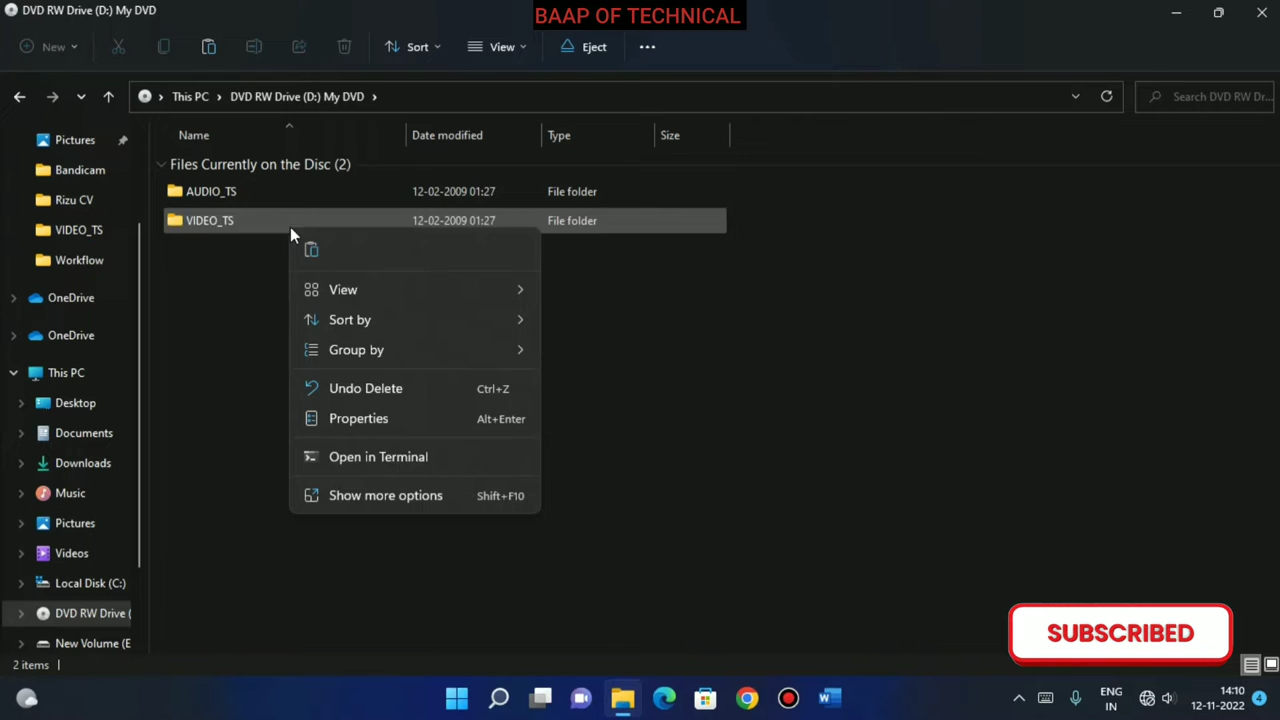 DVD RW Drive (D:) My DVD
BAAP OF TECHNICAL
New
Sort
View
Eject
This PC
DVD RW Drive (D:) My DVD
Search DVD RW Dr...
Name
Date modified
Type
Size
Files Currently on the Disc (2)
AUDIO_TS 12-02-2009 01:27 File folder
VIDEO_TS 12-02-2009 01:27 File folder
Pictures
Bandicam
Rizu CV
VIDEO_TS
Workflow
OneDrive
OneDrive
This PC
Desktop
Documents
Downloads
Music
Pictures
Videos
Local Disk (C:)
DVD RW Drive (
New Volume (E
View
Sort by
Group by
Undo Delete Ctrl+Z
Properties Alt+Enter
Open in Terminal
Show more options Shift+F10
SUBSCRIBED
2 items
ENG
IN
14:10
12-11-2022
4